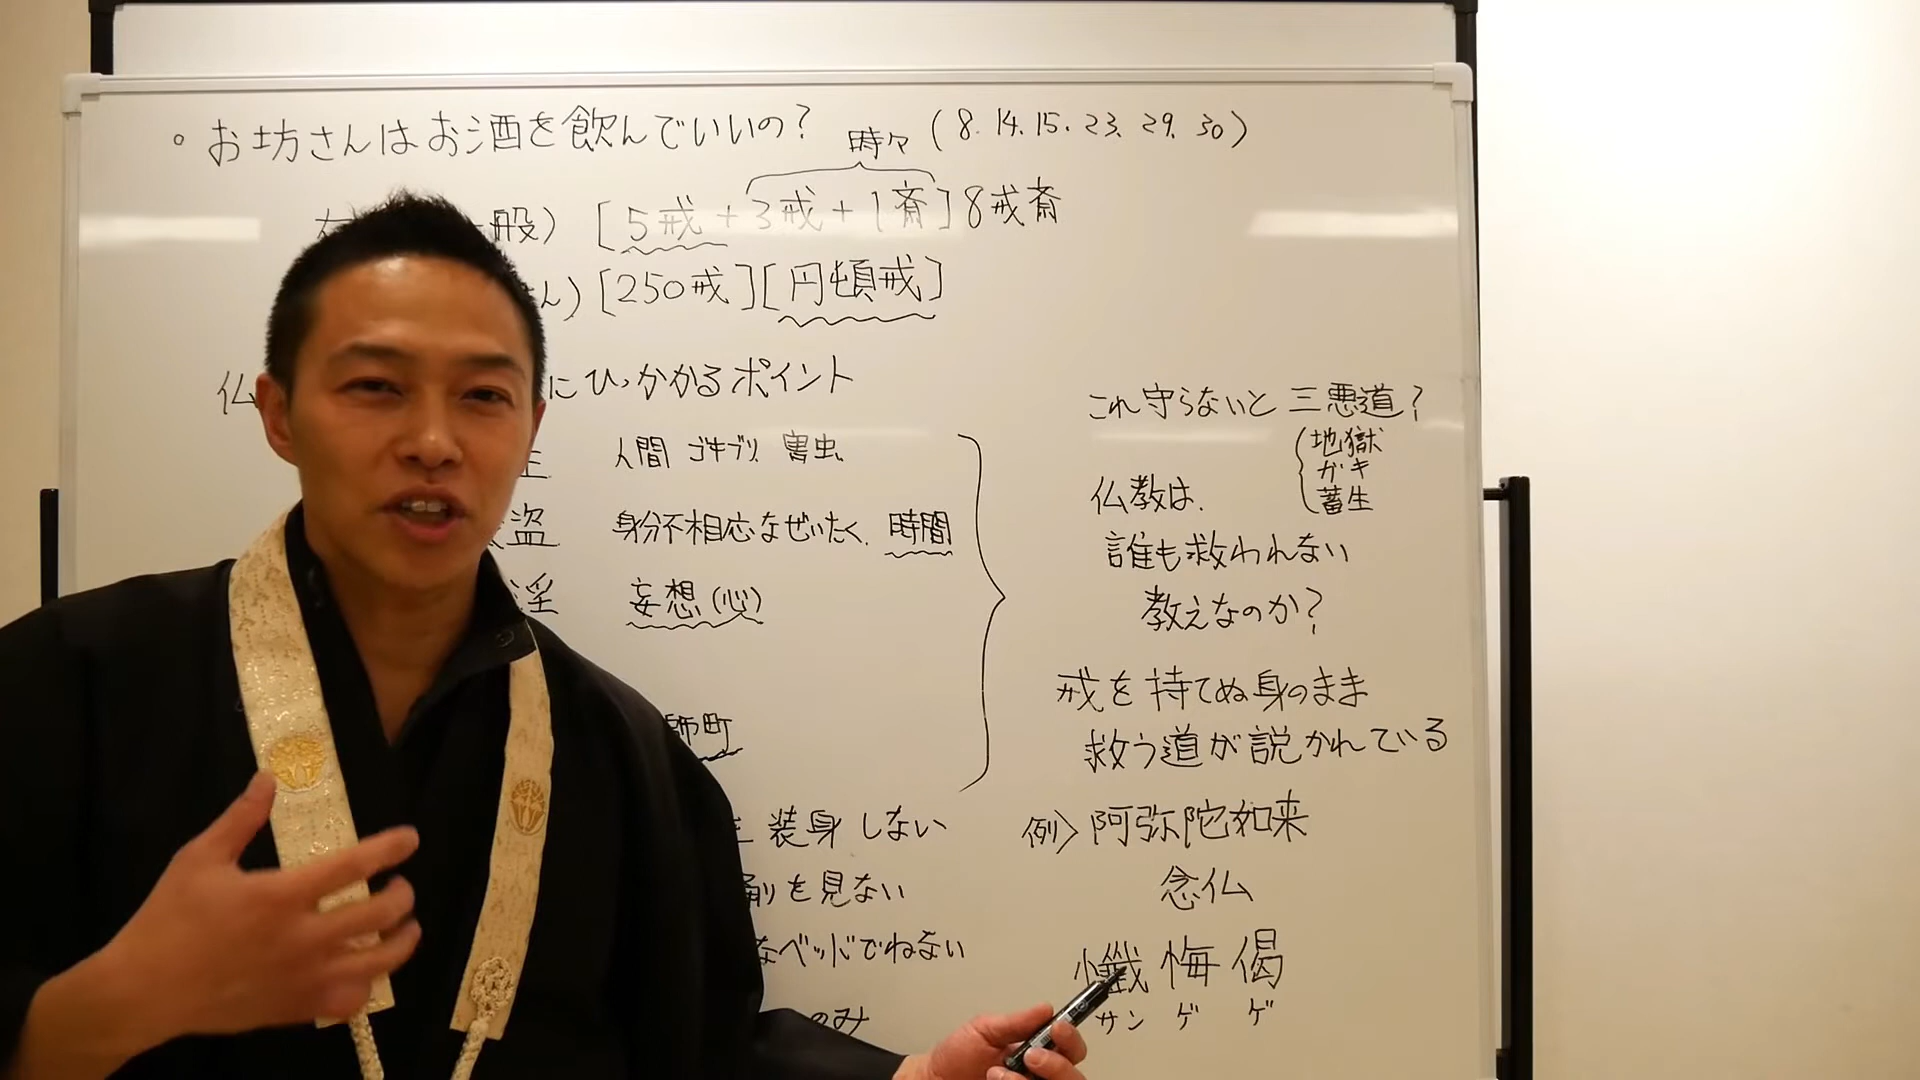 。お坊さんはお酒を飲んでいいの? 時々 (8. 14. 15. 23. 29. 30)
般) [5戒+3戒+1斎] 8戒斎
ん) [250戒] [円頓戒]
仏 にひっかかるポイント
人間 ゴキブリ 害虫
盗 身分不相応なぜいたく、時間
淫 妄想(心)
師町
装身しない
を見ない
なベッドでねない
のみ
これ守らないと三悪道?
地獄
ガキ
蓄生
仏教は、
誰も救われない
教えなのか?
戒を持てぬ身のまま
救う道が説かれている
例> 阿弥陀如来
念仏
懺悔偈
サンゲゲ